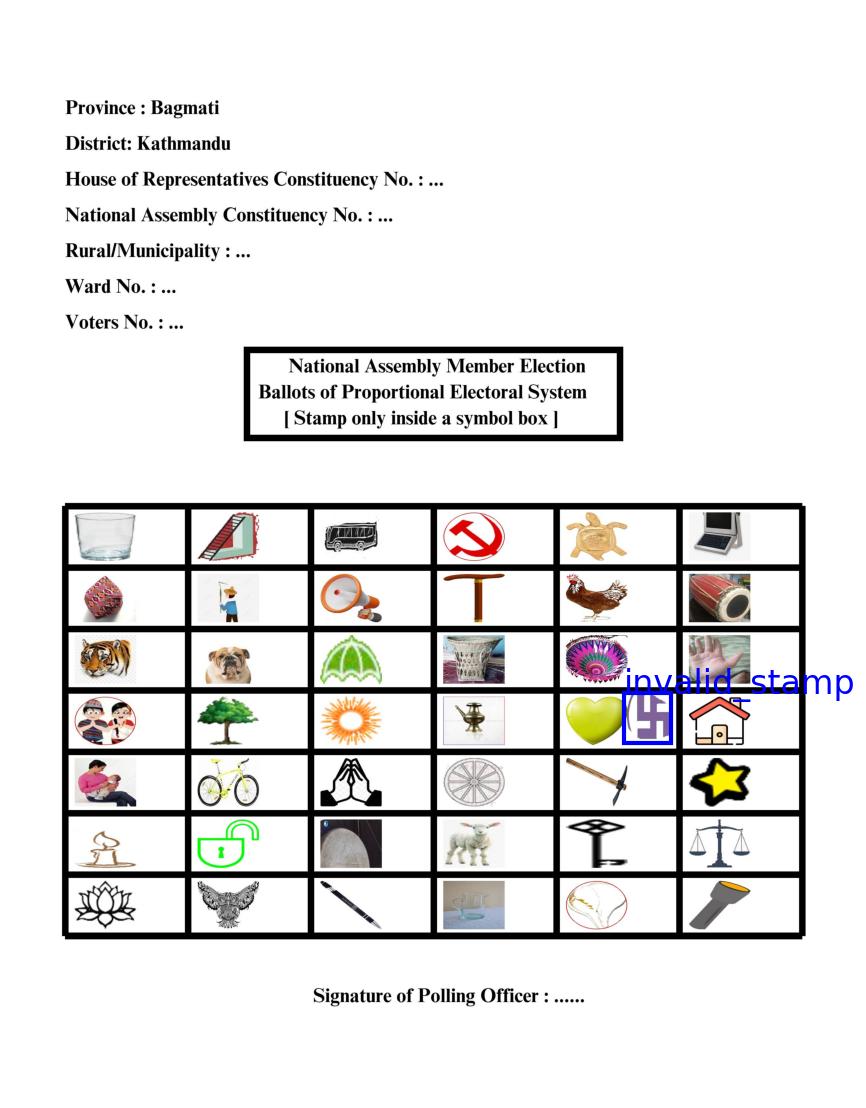 Province : Bagmati
District: Kathmandu
House of Representatives Constituency No. : ...
National Assembly Constituency No. : ...
Rural/Municipality : ...
Ward No. : ...
Voters No. : ...
National Assembly Member Election
Ballots of Proportional Electoral System
[ Stamp only inside a symbol box ]
invalid_stamp
Signature of Polling Officer : ......